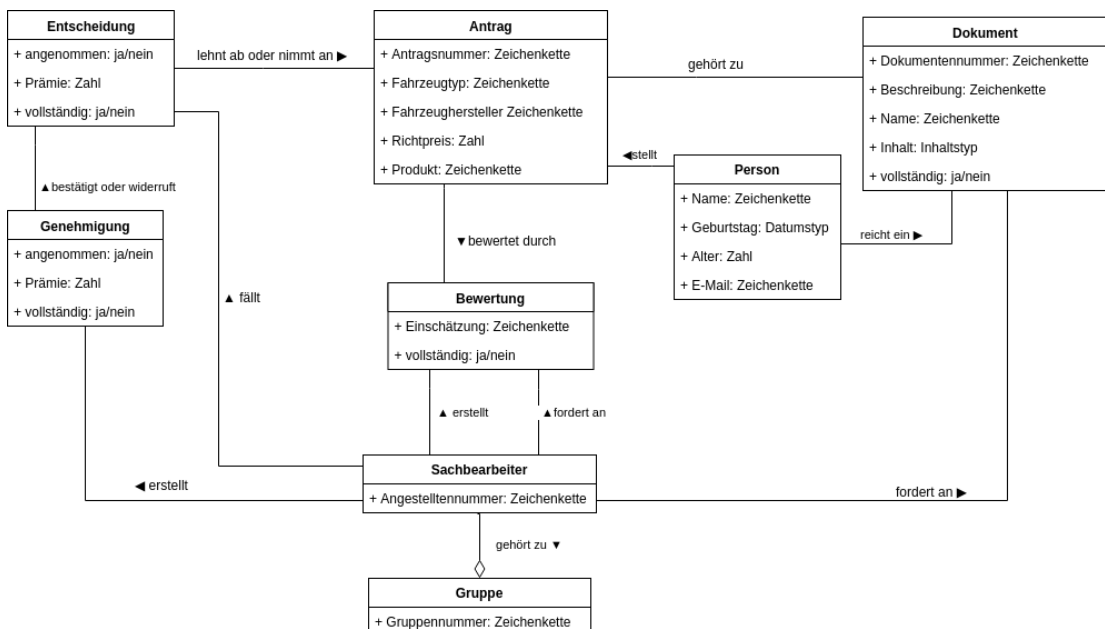 Entscheidung
+ angenommen: ja/nein
+ Prämie: Zahl
+ vollständig: ja/nein
lehnt ab oder nimmt an ▶
Antrag
+ Antragsnummer: Zeichenkette
+ Fahrzeugtyp: Zeichenkette
+ Fahrzeughersteller Zeichenkette
+ Richtpreis: Zahl
+ Produkt: Zeichenkette
gehört zu
Dokument
+ Dokumentennummer: Zeichenkette
+ Beschreibung: Zeichenkette
+ Name: Zeichenkette
+ Inhalt: Inhaltstyp
+ vollständig: ja/nein
◀stellt
Person
+ Name: Zeichenkette
+ Geburtstag: Datumstyp
+ Alter: Zahl
+ E-Mail: Zeichenkette
reicht ein ▶
▲bestätigt oder widerruft
Genehmigung
+ angenommen: ja/nein
+ Prämie: Zahl
+ vollständig: ja/nein
▲ fällt
▼bewertet durch
Bewertung
+ Einschätzung: Zeichenkette
+ vollständig: ja/nein
▲ erstellt
▲fordert an
Sachbearbeiter
+ Angestelltennummer: Zeichenkette
◀ erstellt
fordert an ▶
gehört zu ▼
Gruppe
+ Gruppennummer: Zeichenkette